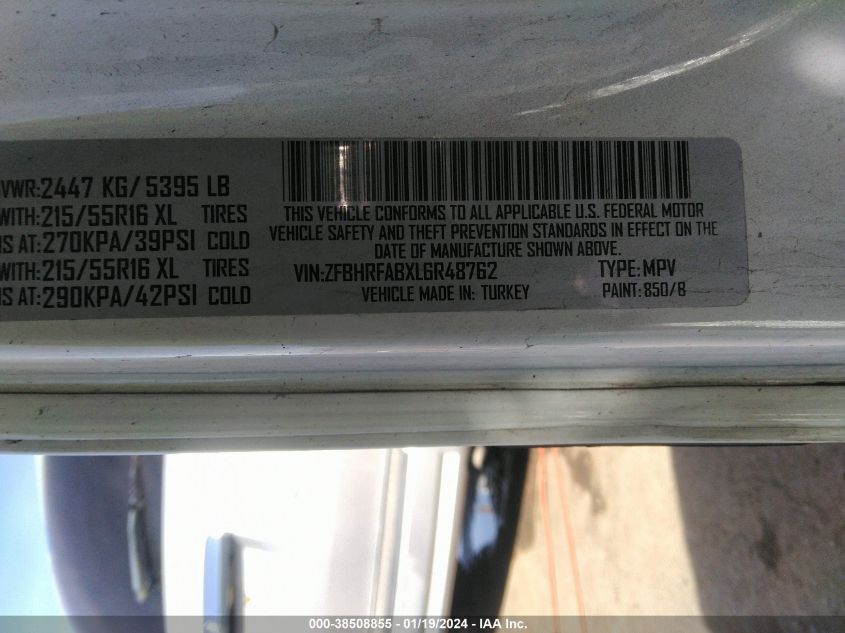 VWR:2447 KG/ 5395 LB
WITH:215/55R16 XL TIRES
S AT:270KPA/39PSI COLD
WITH:215/55R16 XL TIRES
S AT:290KPA/42PSI COLD
THIS VEHICLE CONFORMS TO ALL APPLICABLE U.S. FEDERAL MOTOR
VEHICLE SAFETY AND THEFT PREVENTION STANDARDS IN EFFECT ON THE
DATE OF MANUFACTURE SHOWN ABOVE.
VIN:ZFBHRFABXL6R48762 TYPE:MPV
VEHICLE MADE IN: TURKEY PAINT:850/B
000-38508855 - 01/19/2024 - IAA Inc.